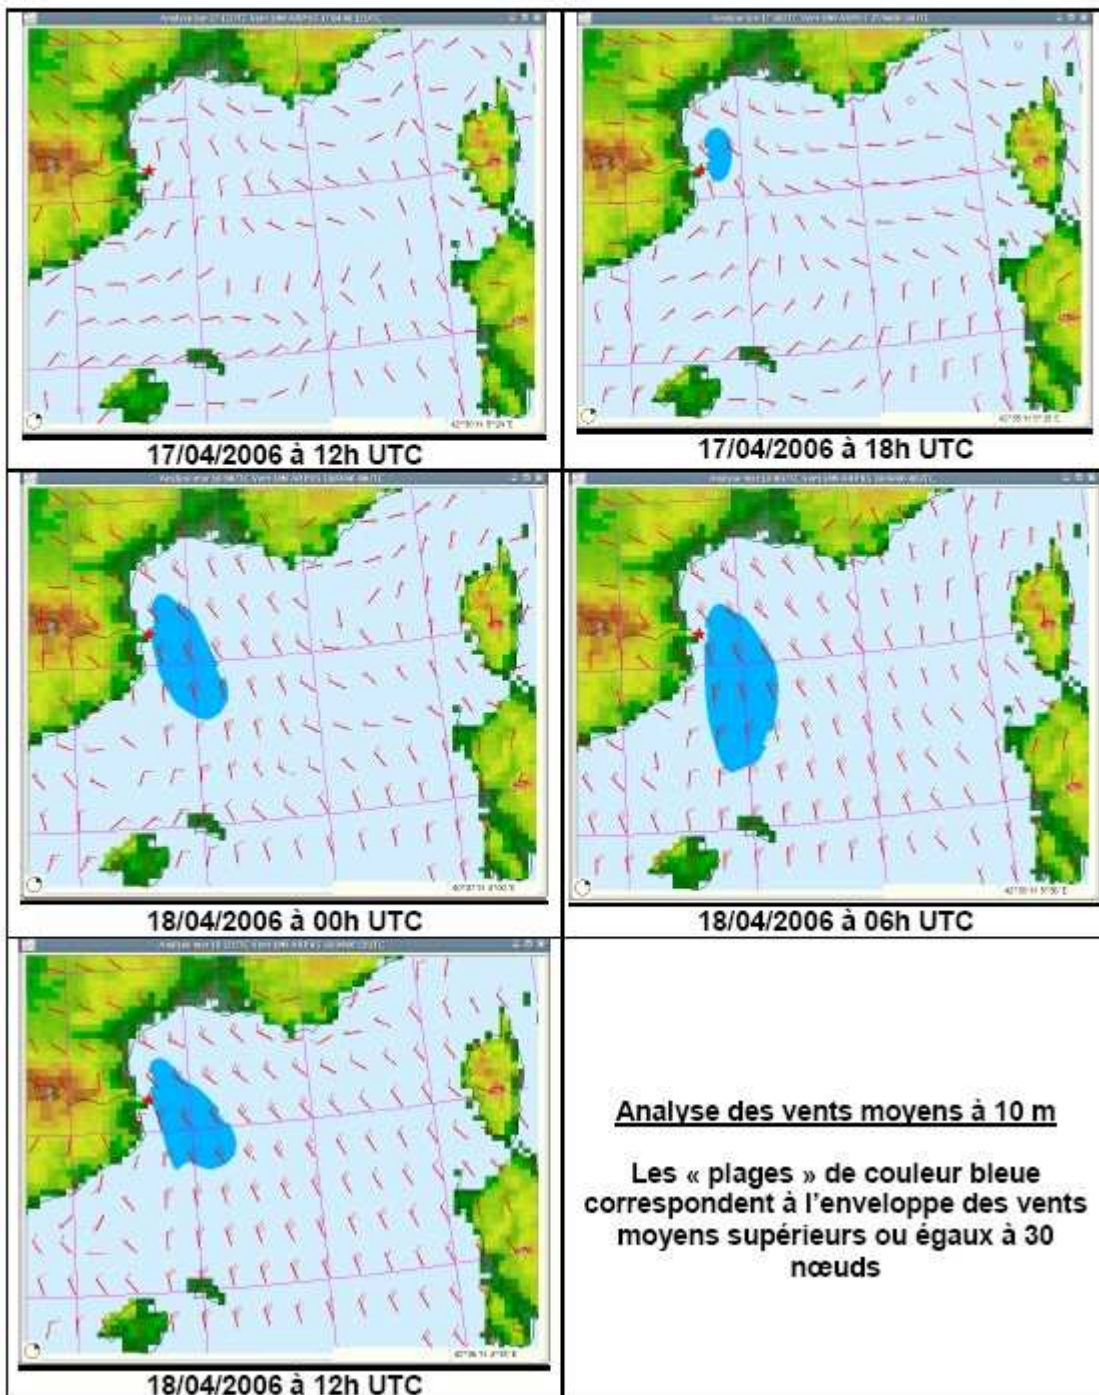 17/04/2006 à 12h UTC
17/04/2006 à 18h UTC
18/04/2006 à 00h UTC
18/04/2006 à 06h UTC
18/04/2006 à 12h UTC
Analyse des vents moyens à 10 m
Les « plages » de couleur bleue
correspondent à l'enveloppe des vents
moyens supérieurs ou égaux à 30
nœuds